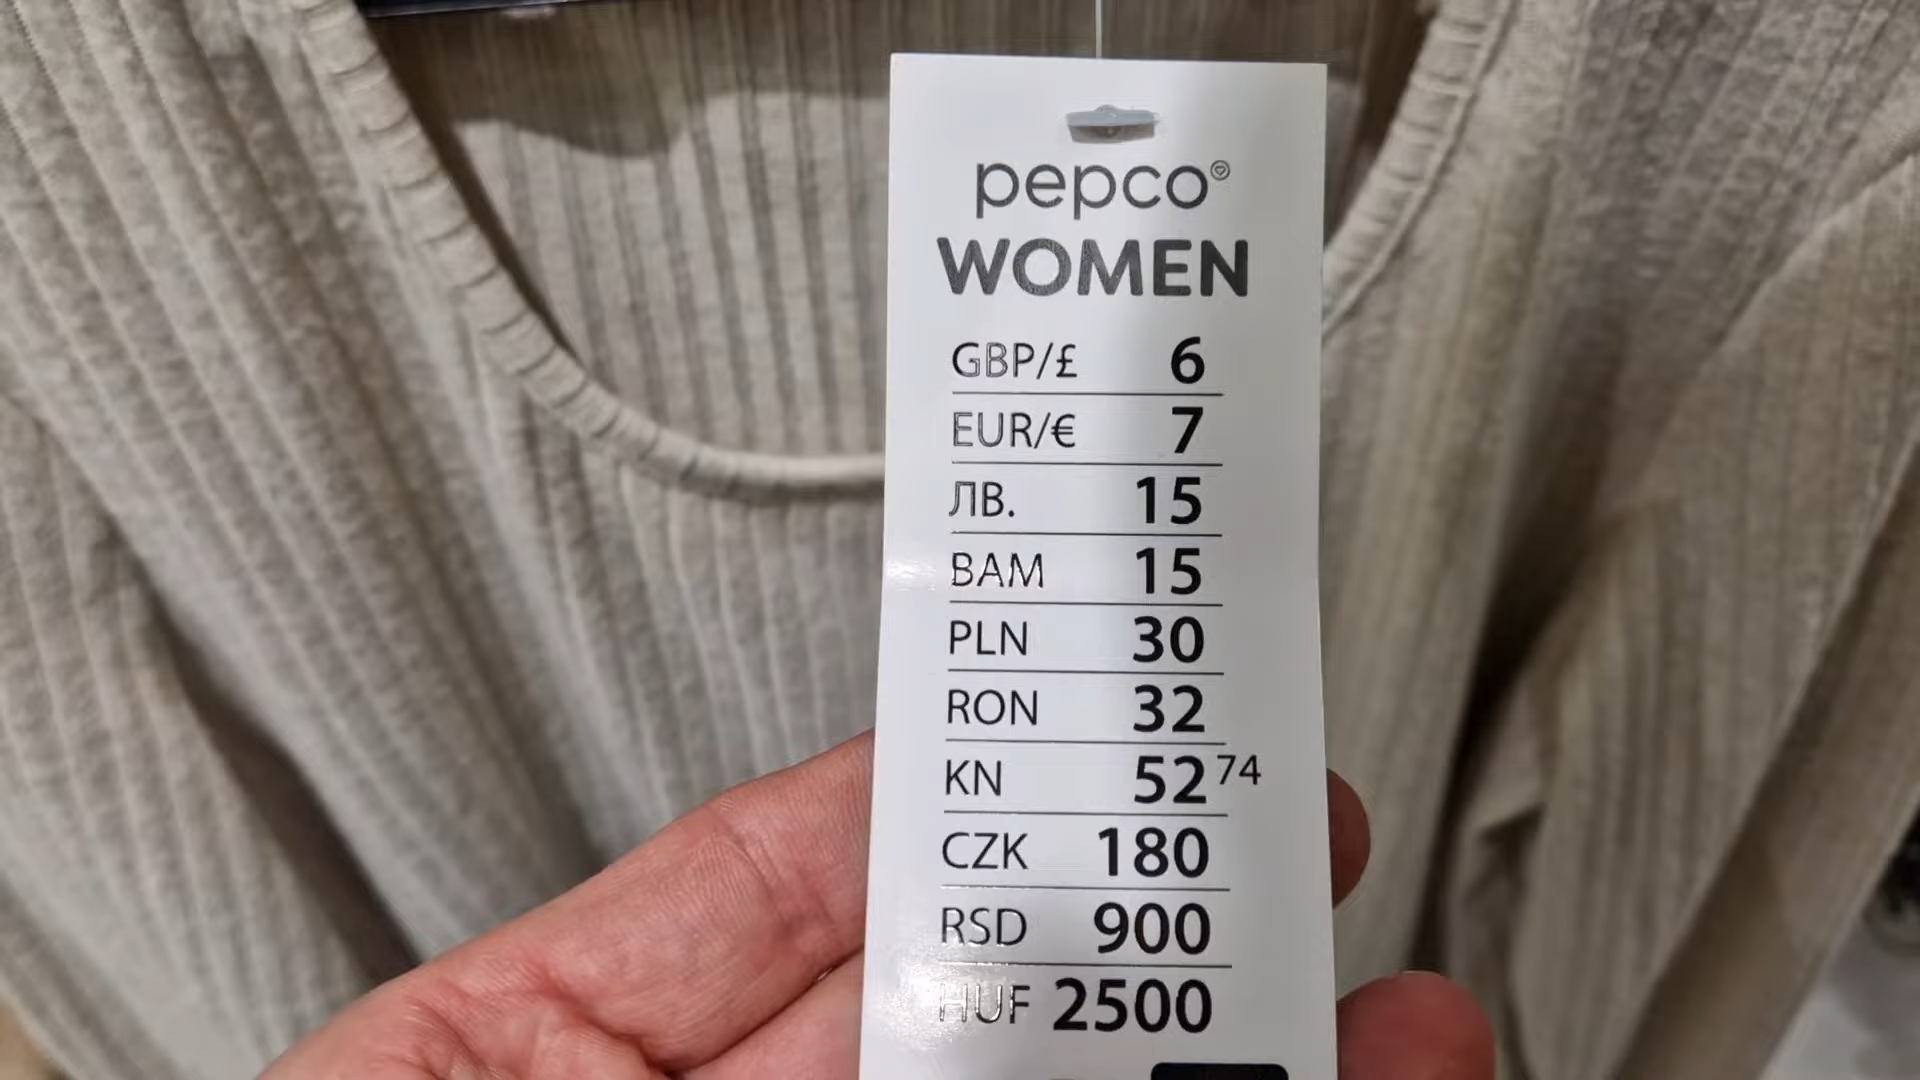 pepco
WOMEN
GBP/£ 6
EUR/€ 7
ЛВ. 15
BAM 15
PLN 30
RON 32
KN 52 74
CZK 180
RSD 900
HUF 2500